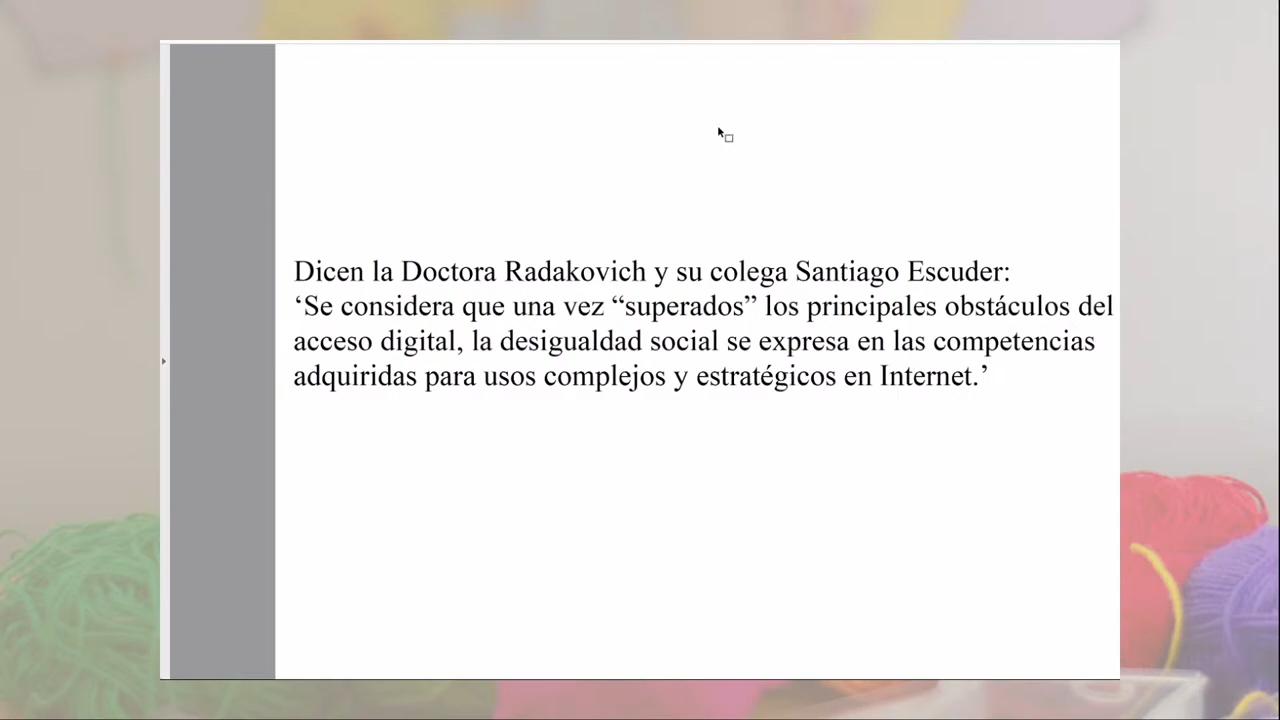 Dicen la Doctora Radakovich y su colega Santiago Escuder:
‘Se considera que una vez “superados” los principales obstáculos del
acceso digital, la desigualdad social se expresa en las competencias
adquiridas para usos complejos y estratégicos en Internet.’